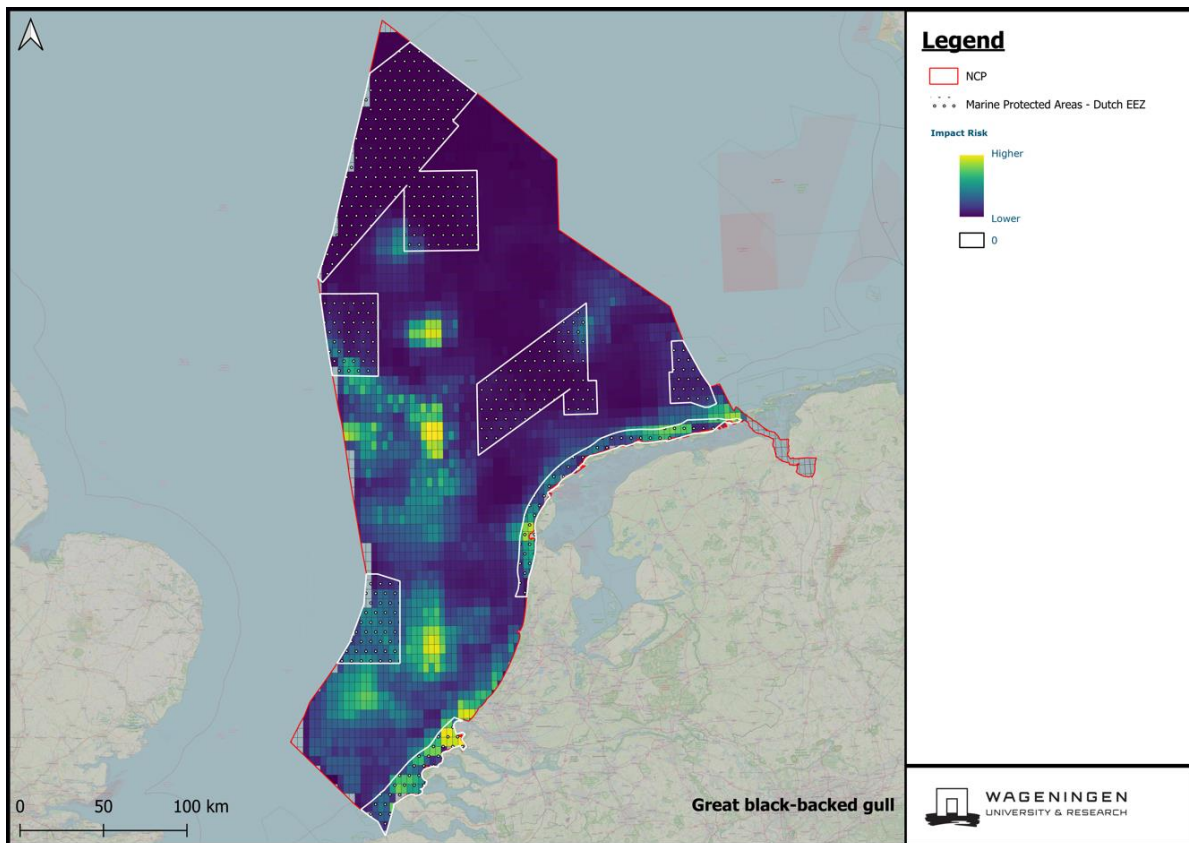 Legend
NCP
Marine Protected Areas - Dutch EEZ
Impact Risk
Higher
Lower
0
0 50 100 km
Great black-backed gull
WAGENINGEN
UNIVERSITY & RESEARCH